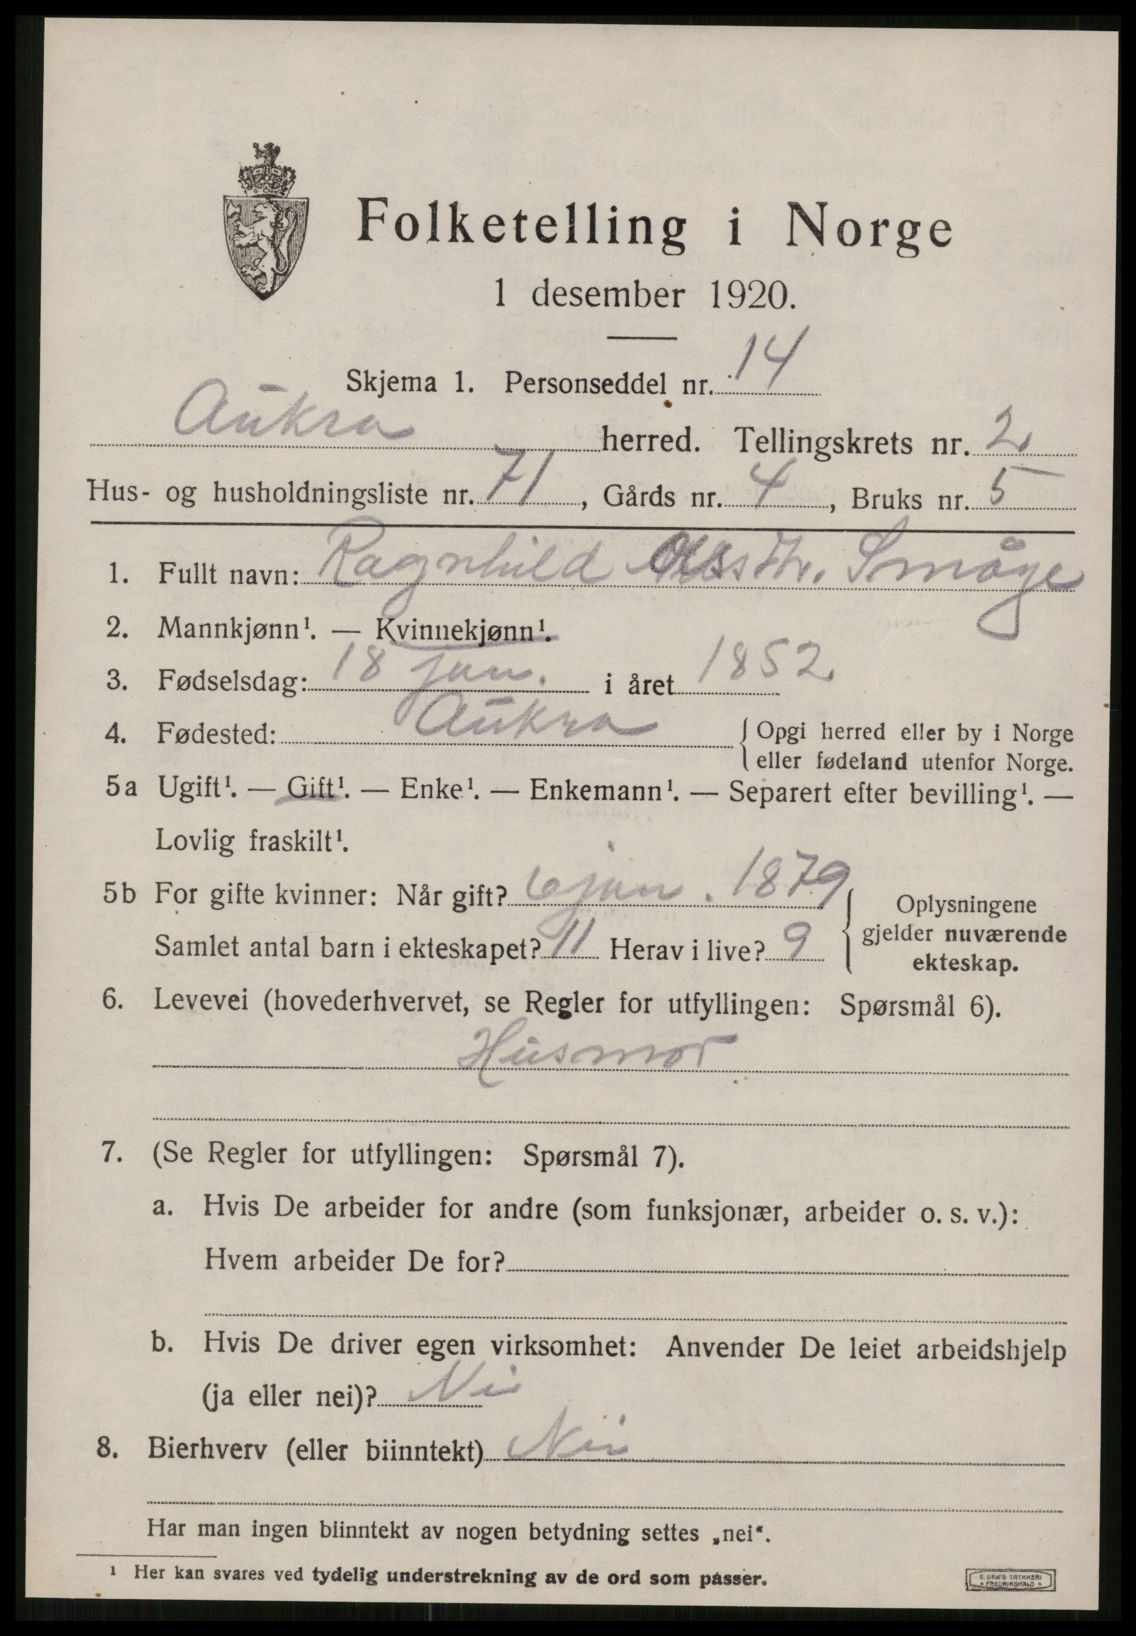 Folketelling i Norge
1 desember 1920.
Skjema 1. Personseddel nr. 14
Aukra herred. Tellingskrets nr. 2
Hus- og husholdningsliste nr. 71, Gårds nr. 4, Bruks nr. 5
1. Fullt navn: Ragnhild Småge
2. Mannkjønn¹. — Kvinnekjønn¹.
3. Fødselsdag: 18 jan. i året 1852
4. Fødested: Aukra { Opgi herred eller by i Norge
eller fødeland utenfor Norge.
5a Ugift¹. — Gift¹. — Enke¹. — Enkemann¹. — Separert efter bevilling¹. —
Lovlig fraskilt¹.
5b For gifte kvinner: Når gift? 6 jan. 1879
Samlet antal barn i ekteskapet? 11 Herav i live? 9
{ Oplysningene
gjelder nuværende
ekteskap.
6. Levevei (hovederhvervet, se Regler for utfyllingen: Spørsmål 6).
Husmor
7. (Se Regler for utfyllingen: Spørsmål 7).
a. Hvis De arbeider for andre (som funksjonær, arbeider o. s. v.):
Hvem arbeider De for?
b. Hvis De driver egen virksomhet: Anvender De leiet arbeidshjelp
(ja eller nei)? Nei
8. Bierhverv (eller biinntekt) Nei
Har man ingen biinntekt av nogen betydning settes „nei“.
¹ Her kan svares ved tydelig understrekning av de ord som passer.